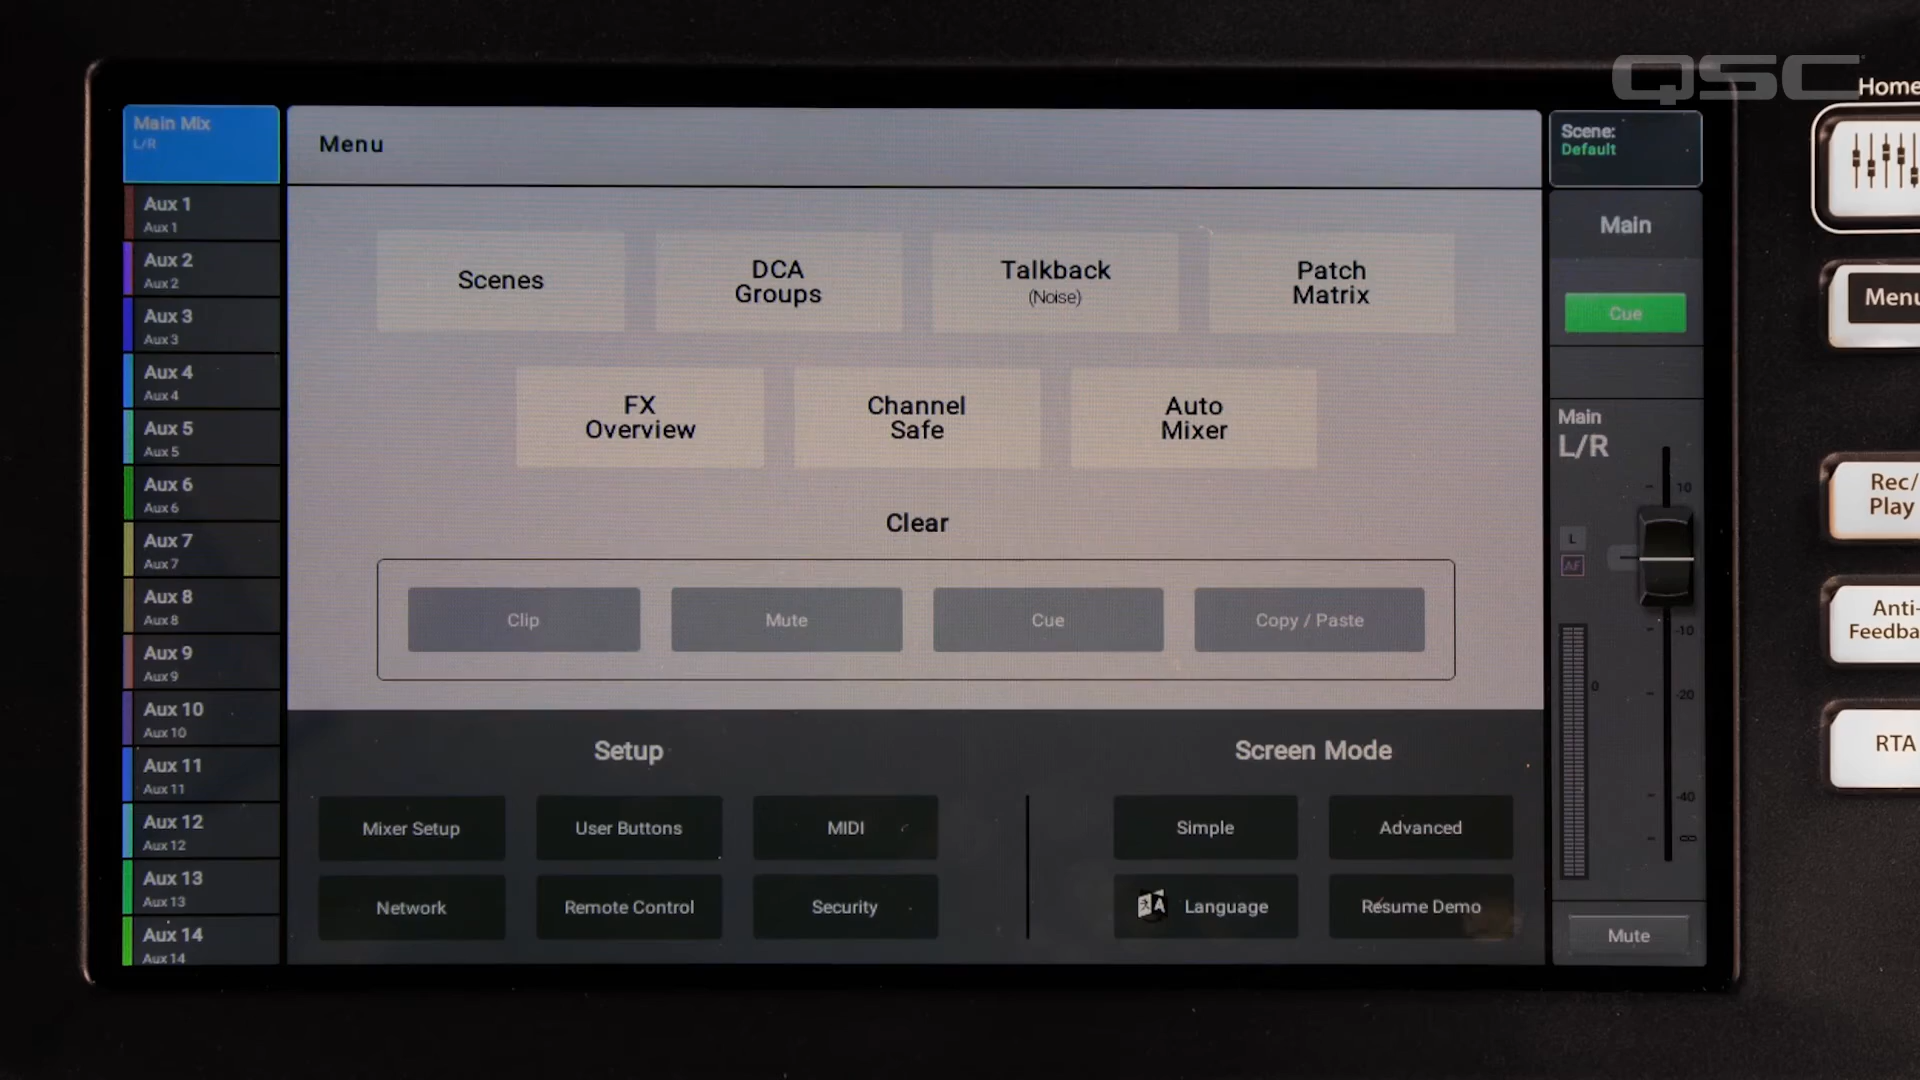 QSC
Home
Main Mix
L/R
Menu
Scene:
Default
Aux 1
Aux 1
Aux 2
Aux 2
Aux 3
Aux 3
Aux 4
Aux 4
Aux 5
Aux 5
Aux 6
Aux 6
Aux 7
Aux 7
Aux 8
Aux 8
Aux 9
Aux 9
Aux 10
Aux 10
Aux 11
Aux 11
Aux 12
Aux 12
Aux 13
Aux 13
Aux 14
Aux 14
Scenes
DCA
Groups
Talkback
(Noise)
Patch
Matrix
FX
Overview
Channel
Safe
Auto
Mixer
Clear
Clip
Mute
Cue
Copy / Paste
Setup
Mixer Setup
User Buttons
MIDI
Network
Remote Control
Security
Screen Mode
Simple
Advanced
Language
Resume Demo
Main
Cue
Main
L/R
10
L
AF
-10
0
-20
-40
∞
Mute
Menu
Rec/
Play
Anti-
Feedba
RTA